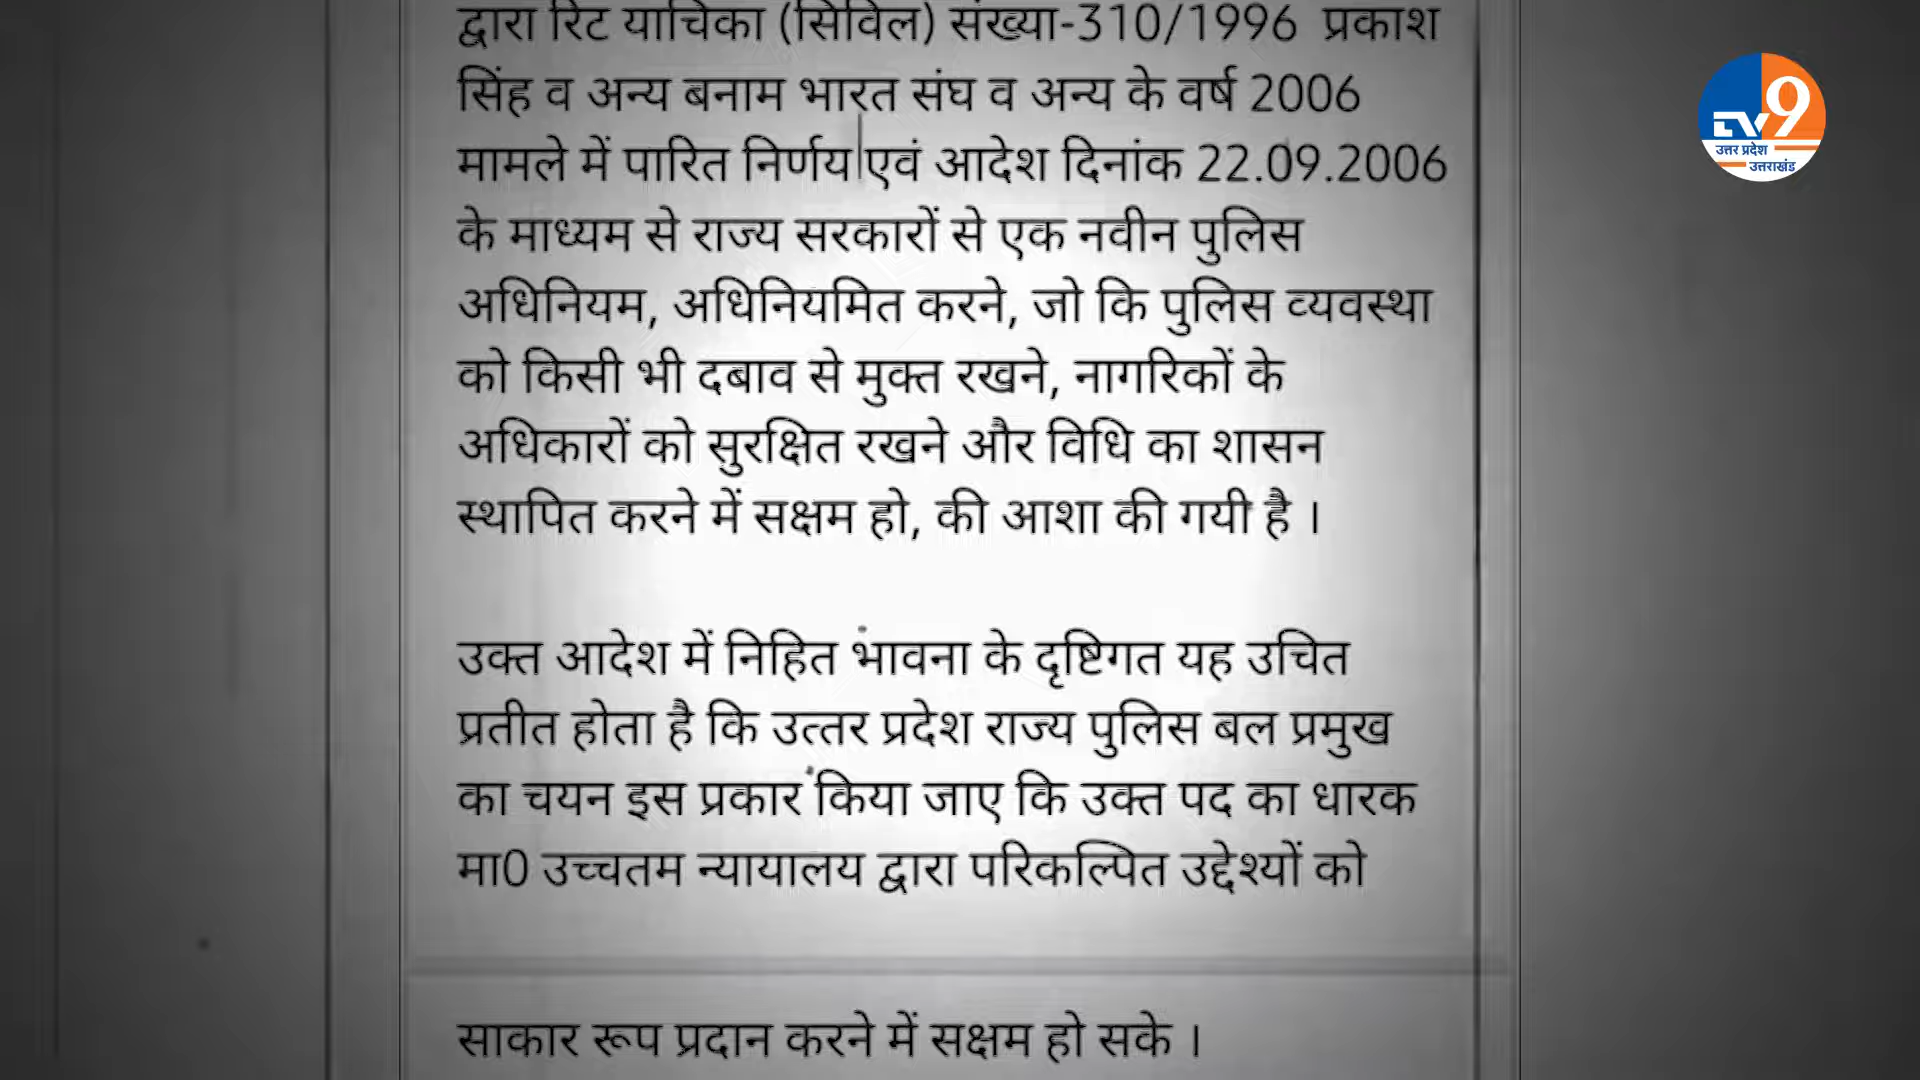 द्वारा रिट याचिका (सिविल) संख्या-310/1996 प्रकाश
सिंह व अन्य बनाम भारत संघ व अन्य के वर्ष 2006
मामले में पारित निर्णय एवं आदेश दिनांक 22.09.2006
के माध्यम से राज्य सरकारों से एक नवीन पुलिस
अधिनियम, अधिनियमित करने, जो कि पुलिस व्यवस्था
को किसी भी दबाव से मुक्त रखने, नागरिकों के
अधिकारों को सुरक्षित रखने और विधि का शासन
स्थापित करने में सक्षम हो, की आशा की गयी है ।
उक्त आदेश में निहित भावना के दृष्टिगत यह उचित
प्रतीत होता है कि उत्तर प्रदेश राज्य पुलिस बल प्रमुख
का चयन इस प्रकार किया जाए कि उक्त पद का धारक
मा0 उच्चतम न्यायालय द्वारा परिकल्पित उद्देश्यों को
साकार रूप प्रदान करने में सक्षम हो सके ।
TV9
उत्तर प्रदेश
उत्तराखंड